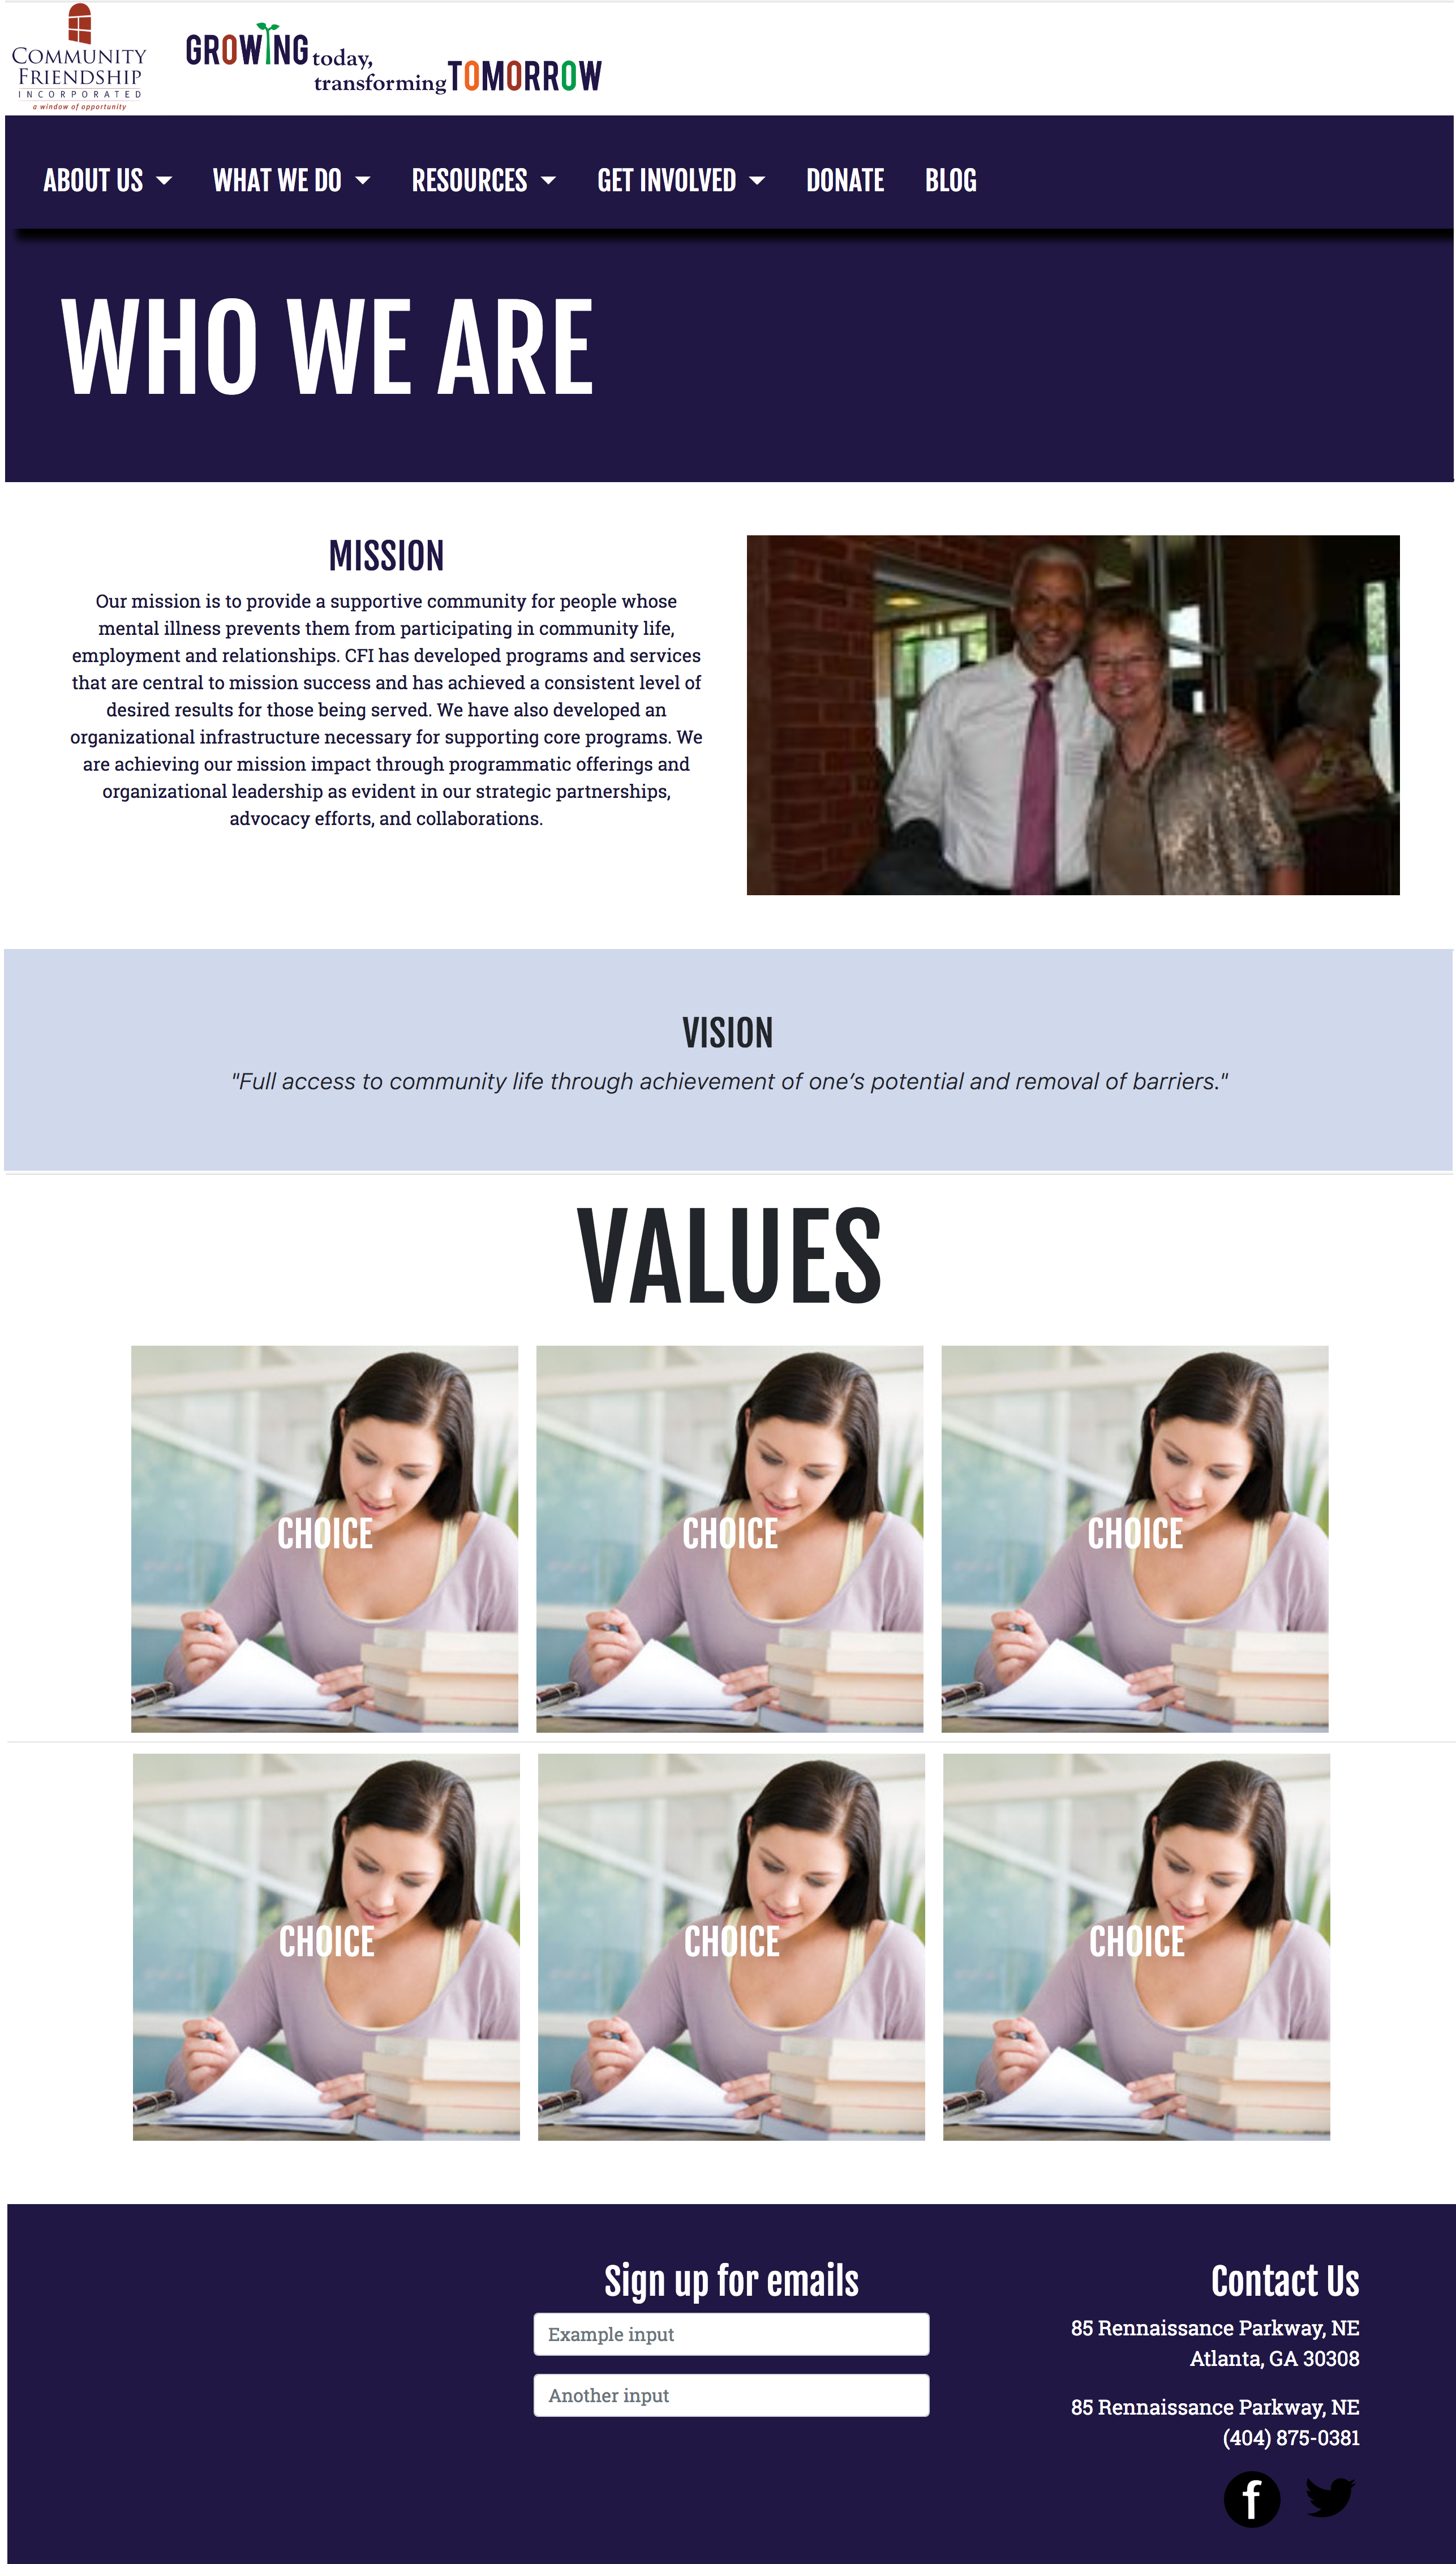 COMMUNITY
FRIENDSHIP
INCORPORATED
a window of opportunity
GROWING today,
transforming TOMORROW
ABOUT US WHAT WE DO RESOURCES GET INVOLVED DONATE BLOG
WHO WE ARE
MISSION
Our mission is to provide a supportive community for people whose
mental illness prevents them from participating in community life,
employment and relationships. CFI has developed programs and services
that are central to mission success and has achieved a consistent level of
desired results for those being served. We have also developed an
organizational infrastructure necessary for supporting core programs. We
are achieving our mission impact through programmatic offerings and
organizational leadership as evident in our strategic partnerships,
advocacy efforts, and collaborations.
VISION
"Full access to community life through achievement of one’s potential and removal of barriers."
VALUES
CHOICE CHOICE CHOICE
CHOICE CHOICE CHOICE
Sign up for emails
Example input
Another input
Contact Us
85 Rennaissance Parkway, NE
Atlanta, GA 30308
85 Rennaissance Parkway, NE
(404) 875-0381